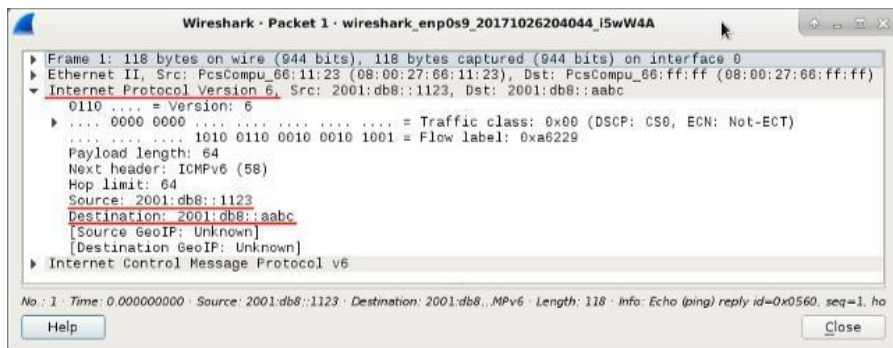 Wireshark · Packet 1 · wireshark_enp0s9_20171026204044_i5wW4A
Frame 1: 118 bytes on wire (944 bits), 118 bytes captured (944 bits) on interface 0
Ethernet II, Src: PcsCompu_66:11:23 (08:00:27:66:11:23), Dst: PcsCompu_66:ff:ff (08:00:27:66:ff:ff)
Internet Protocol Version 6, Src: 2001:db8::1123, Dst: 2001:db8::aabc
0110 .... = Version: 6
.... 0000 0000 .... .... .... .... .... = Traffic class: 0x00 (DSCP: CS0, ECN: Not-ECT)
.... .... .... 1010 0110 0010 0010 1001 = Flow label: 0xa6229
Payload length: 64
Next header: ICMPv6 (58)
Hop limit: 64
Source: 2001:db8::1123
Destination: 2001:db8::aabc
[Source GeoIP: Unknown]
[Destination GeoIP: Unknown]
Internet Control Message Protocol v6
No.: 1 · Time: 0.000000000 · Source: 2001:db8::1123 · Destination: 2001:db8...MPv6 · Length: 118 · Info: Echo (ping) reply id=0x0560, seq=1, ho
Help
Close